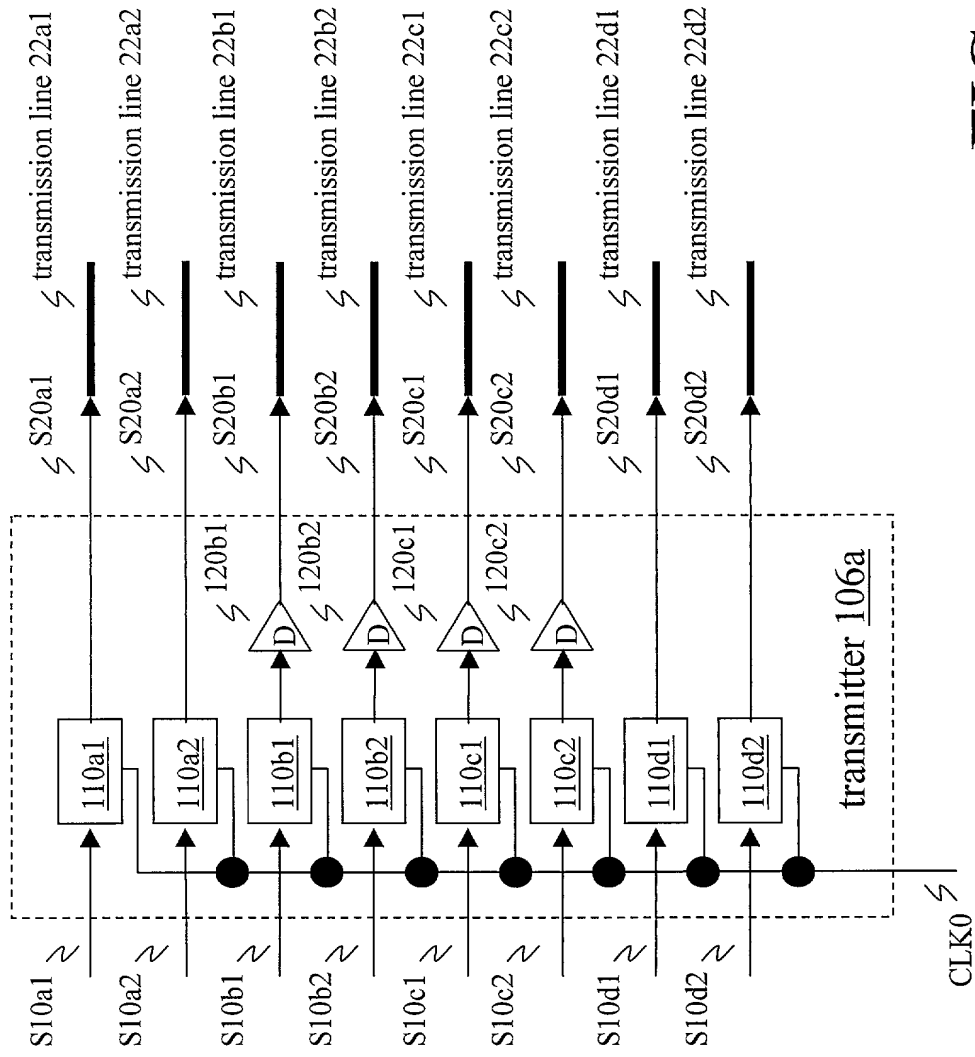 S10a1
110a1
S20a1
transmission line 22a1
S10a2
110a2
S20a2
transmission line 22a2
S10b1
110b1
D
120b1
S20b1
transmission line 22b1
S10b2
110b2
D
120b2
S20b2
transmission line 22b2
S10c1
110c1
D
120c1
S20c1
transmission line 22c1
S10c2
110c2
D
120c2
S20c2
transmission line 22c2
S10d1
110d1
S20d1
transmission line 22d1
S10d2
110d2
S20d2
transmission line 22d2
transmitter 106a
CLK0